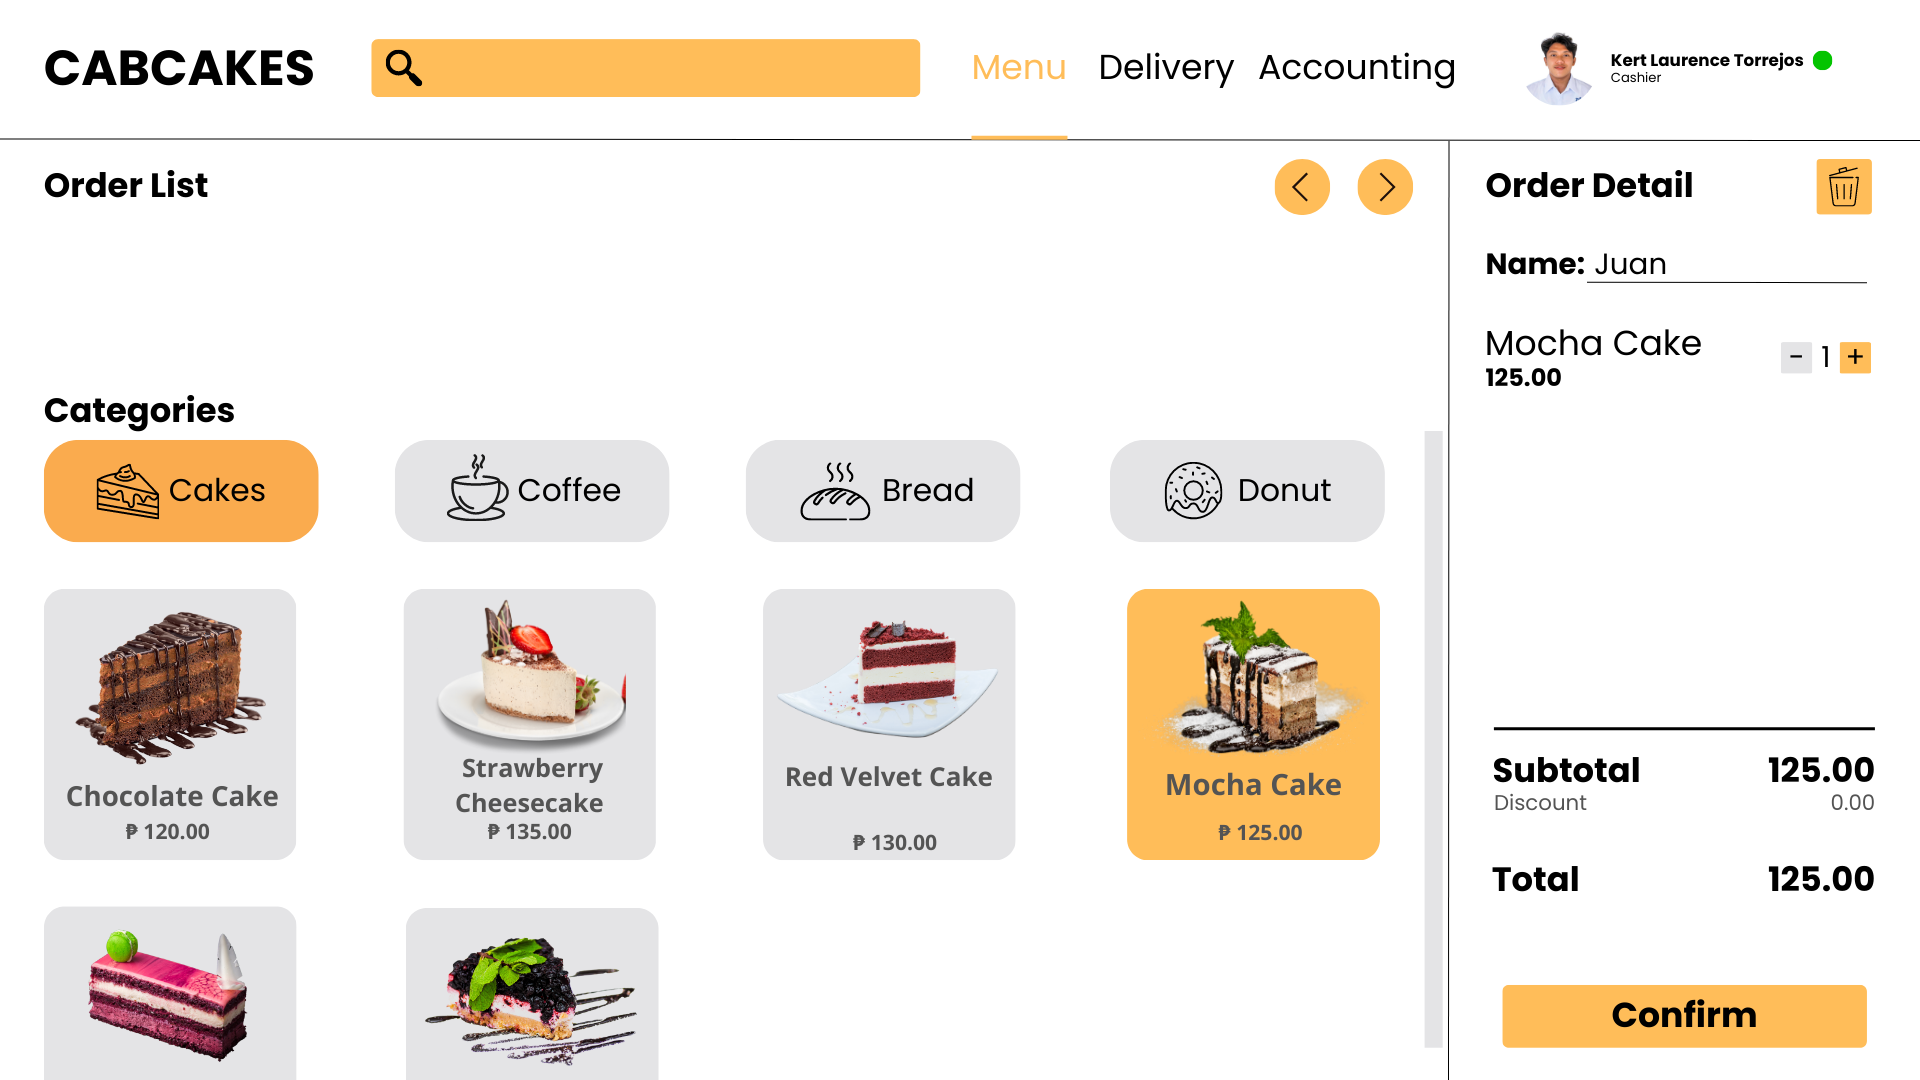 CABCAKES
Menu Delivery Accounting
Kert Laurence Torrejos
Cashier
Order List
Categories
Cakes
Coffee
Bread
Donut
Chocolate Cake
₱ 120.00
Strawberry
Cheesecake
₱ 135.00
Red Velvet Cake
₱ 130.00
Mocha Cake
₱ 125.00
Order Detail
Name: Juan
Mocha Cake
125.00
- 1 +
Subtotal 125.00
Discount 0.00
Total 125.00
Confirm